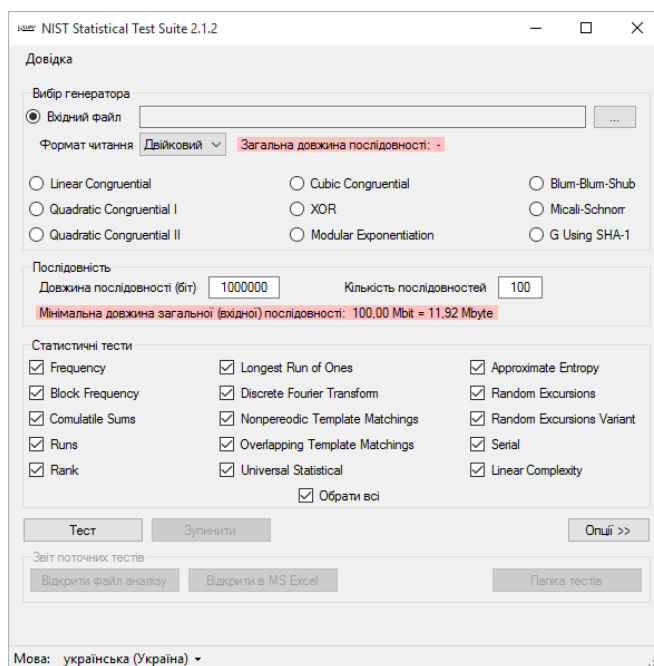 NIST Statistical Test Suite 2.1.2
Довідка
Вибір генератора
Вхідний файл ...
Формат читання Двійковий Загальна довжина послідовності: -
Linear Congruential Cubic Congruential Blum-Blum-Shub
Quadratic Congruential I XOR Micali-Schnorr
Quadratic Congruential II Modular Exponentiation G Using SHA-1
Послідовність
Довжина послідовності (біт) 1000000 Кількість послідовностей 100
Мінімальна довжина загальної (вхідної) послідовності: 100,00 Mbit = 11,92 Mbyte
Статистичні тести
Frequency Longest Run of Ones Approximate Entropy
Block Frequency Discrete Fourier Transform Random Excursions
Comulatile Sums Nonpereodic Template Matchings Random Excursions Variant
Runs Overlapping Template Matchings Serial
Rank Universal Statistical Linear Complexity
Обрати всі
Тест Зупинити Опції >>
Звіт поточних тестів
Відкрити файл аналізу Відкрити в MS Excel Папка тестів
Мова: українська (Україна)